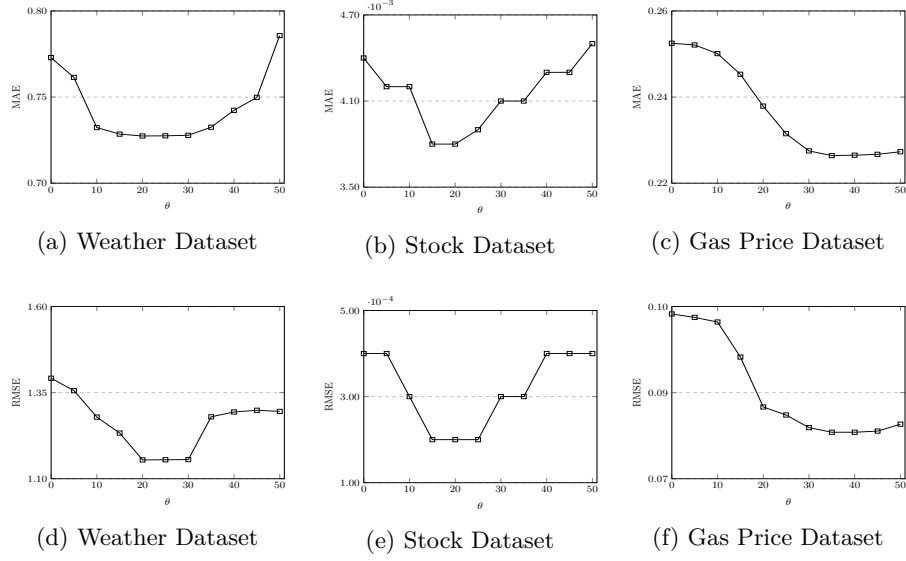 0.80
0.75
0.70
MAE
0 10 20 30 40 50
θ
(a) Weather Dataset
·10⁻³
4.70
4.10
3.50
MAE
0 10 20 30 40 50
θ
(b) Stock Dataset
0.26
0.24
0.22
MAE
0 10 20 30 40 50
θ
(c) Gas Price Dataset
1.60
1.35
1.10
RMSE
0 10 20 30 40 50
θ
(d) Weather Dataset
·10⁻⁴
5.00
3.00
1.00
RMSE
0 10 20 30 40 50
θ
(e) Stock Dataset
0.10
0.09
0.07
RMSE
0 10 20 30 40 50
θ
(f) Gas Price Dataset